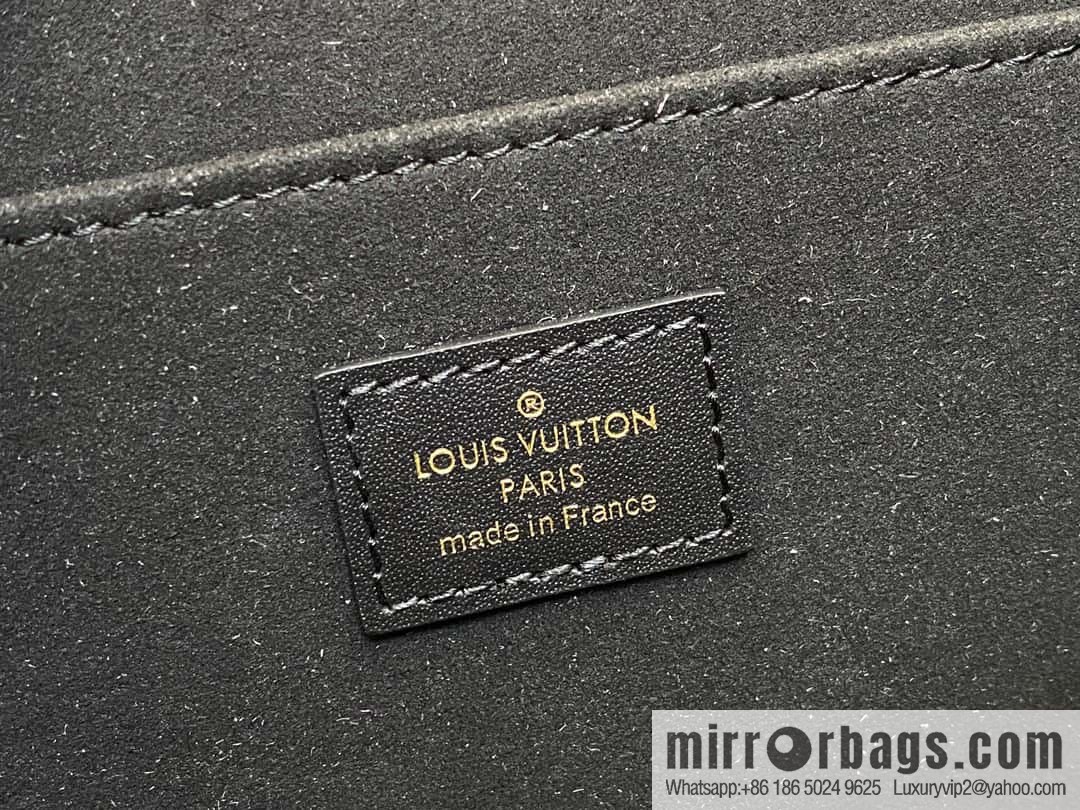 ®
LOUIS VUITTON
PARIS
made in France
mirrorbags.com
Whatsapp:+86 186 5024 9625 Luxuryvip2@yahoo.com